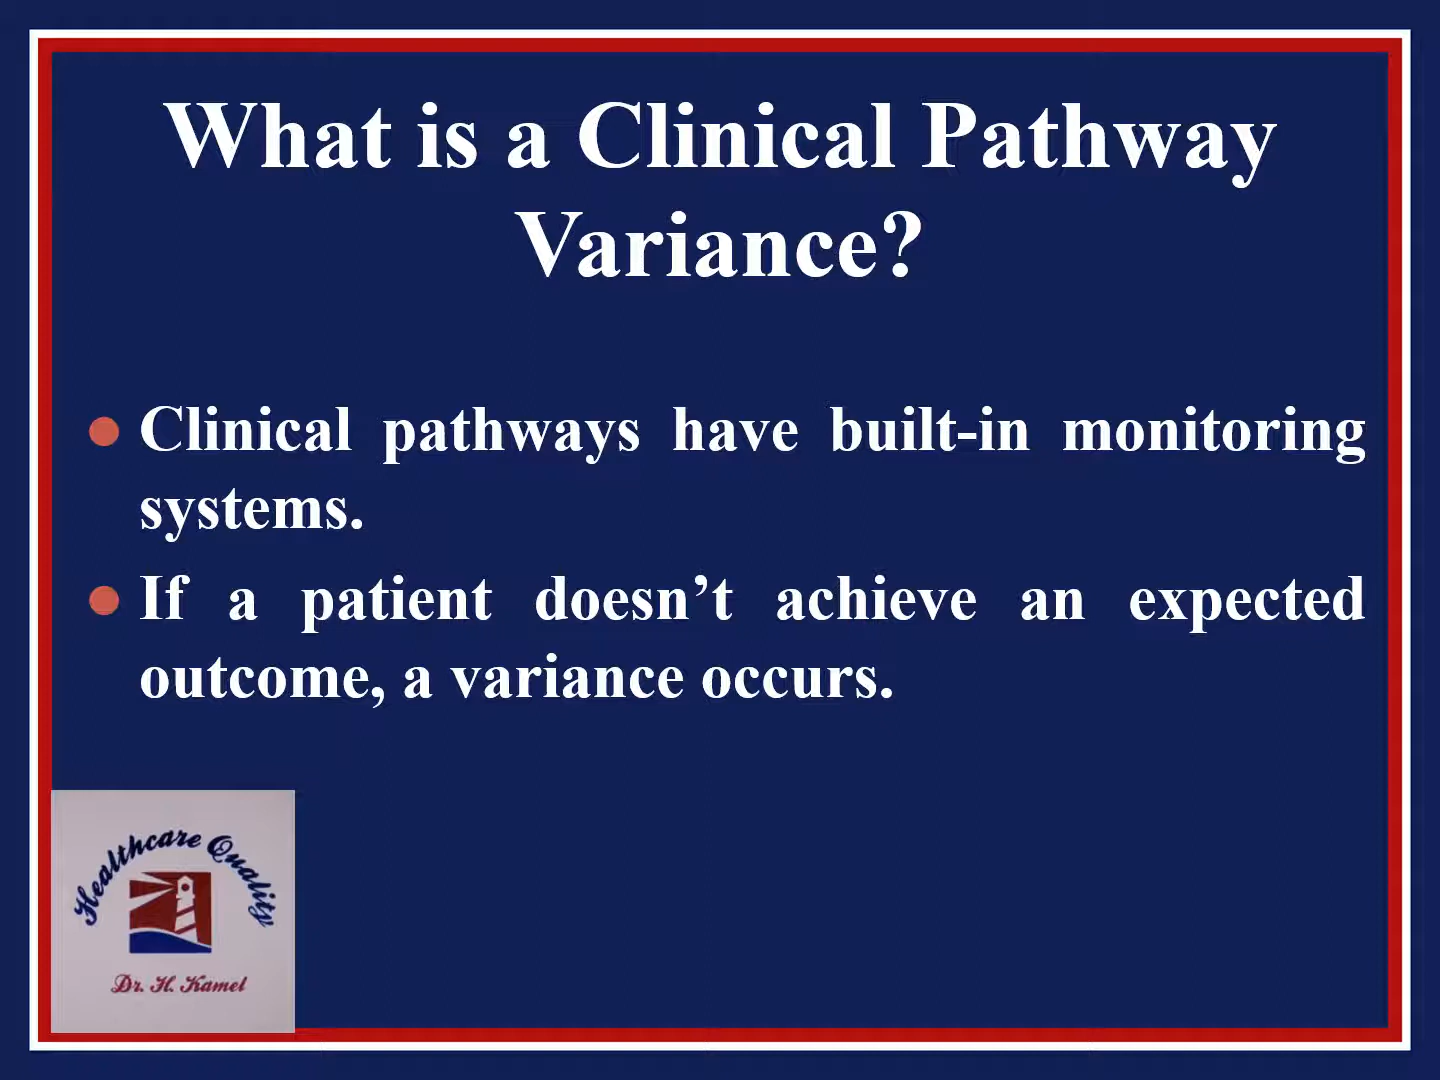 What is a Clinical Pathway
Variance?
Clinical pathways have built-in monitoring
systems.
If a patient doesn’t achieve an expected
outcome, a variance occurs.
Healthcare Quality
Dr. H. Kamel